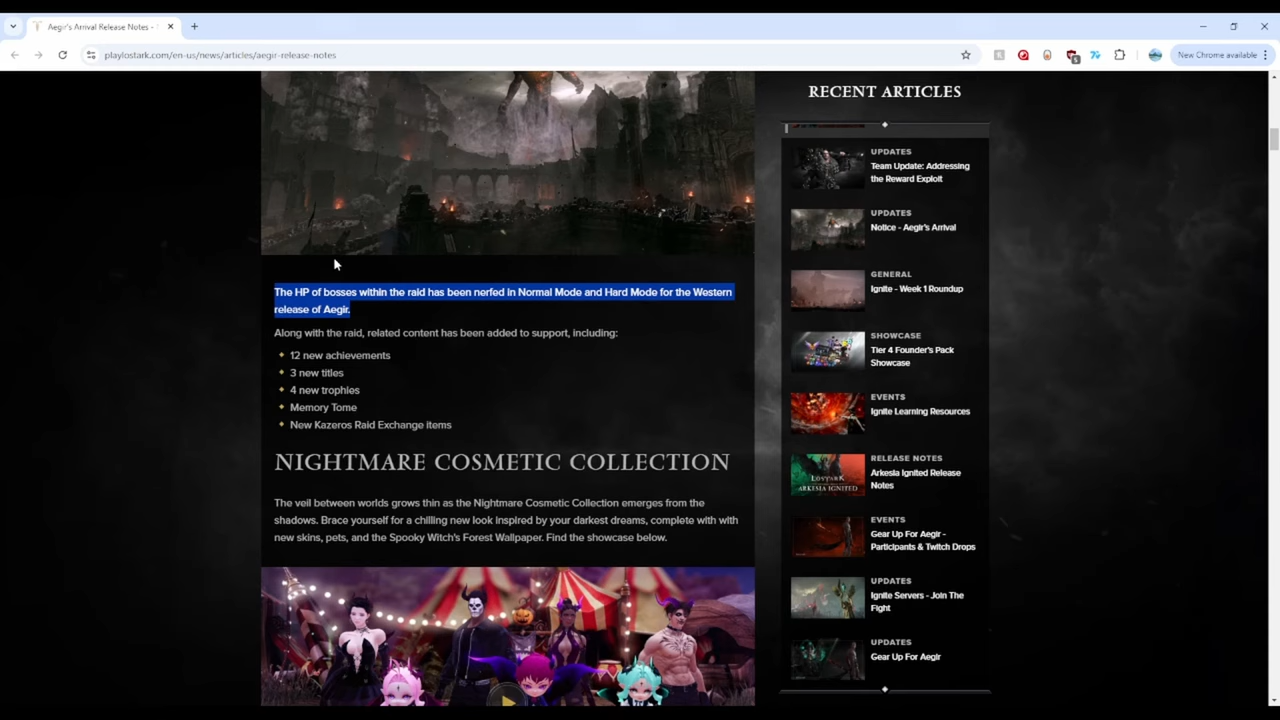 Aegir's Arrival Release Notes -
New Chrome available
playlostark.com/en-us/news/articles/aegir-release-notes
The HP of bosses within the raid has been nerfed in Normal Mode and Hard Mode for the Western
release of Aegir.
Along with the raid, related content has been added to support, including:
12 new achievements
3 new titles
4 new trophies
Memory Tome
New Kazeros Raid Exchange items
NIGHTMARE COSMETIC COLLECTION
The veil between worlds grows thin as the Nightmare Cosmetic Collection emerges from the
shadows. Brace yourself for a chilling new look inspired by your darkest dreams, complete with with
new skins, pets, and the Spooky Witch's Forest Wallpaper. Find the showcase below.
RECENT ARTICLES
UPDATES
Team Update: Addressing
the Reward Exploit
UPDATES
Notice - Aegir's Arrival
GENERAL
Ignite - Week 1 Roundup
SHOWCASE
Tier 4 Founder's Pack
Showcase
EVENTS
Ignite Learning Resources
RELEASE NOTES
Arkesia Ignited Release
Notes
LOST ARK
ARKESIA IGNITED
EVENTS
Gear Up For Aegir -
Participants & Twitch Drops
UPDATES
Ignite Servers - Join The
Fight
UPDATES
Gear Up For Aegir